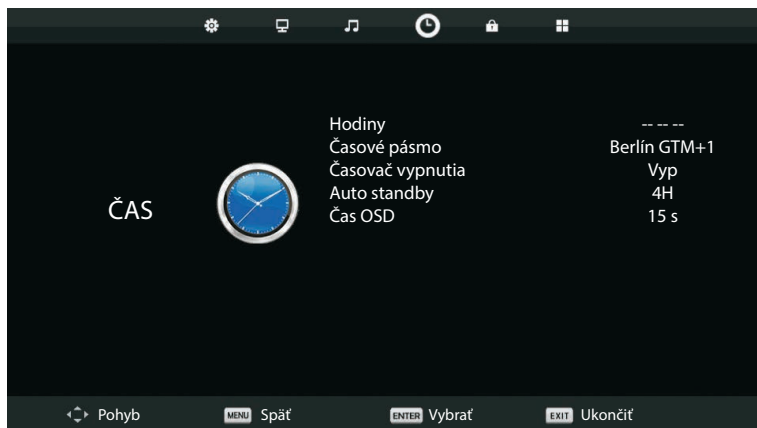 Hodiny -- -- --
Časové pásmo Berlín GTM+1
Časovač vypnutia Vyp
Auto standby 4H
ČAS
Čas OSD 15 s
Pohyb MENU Späť ENTER Vybrať EXIT Ukončiť